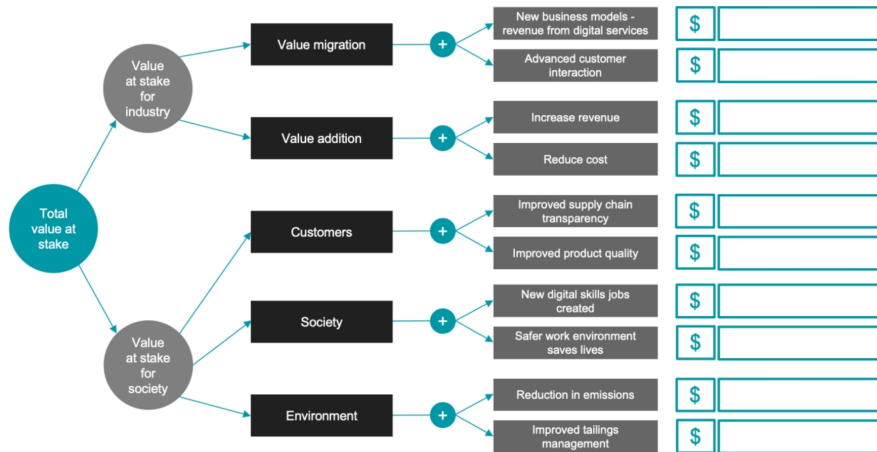 New business models -
revenue from digital services
$
Value migration
+
Advanced customer
interaction
$
Value
at stake
for
industry
Increase revenue
$
Value addition
+
Reduce cost
$
Total
value at
stake
Improved supply chain
transparency
$
Customers
+
Improved product quality
$
New digital skills jobs
created
$
Society
+
Safer work environment
saves lives
$
Value
at stake
for
society
Reduction in emissions
$
Environment
+
Improved tailings
management
$